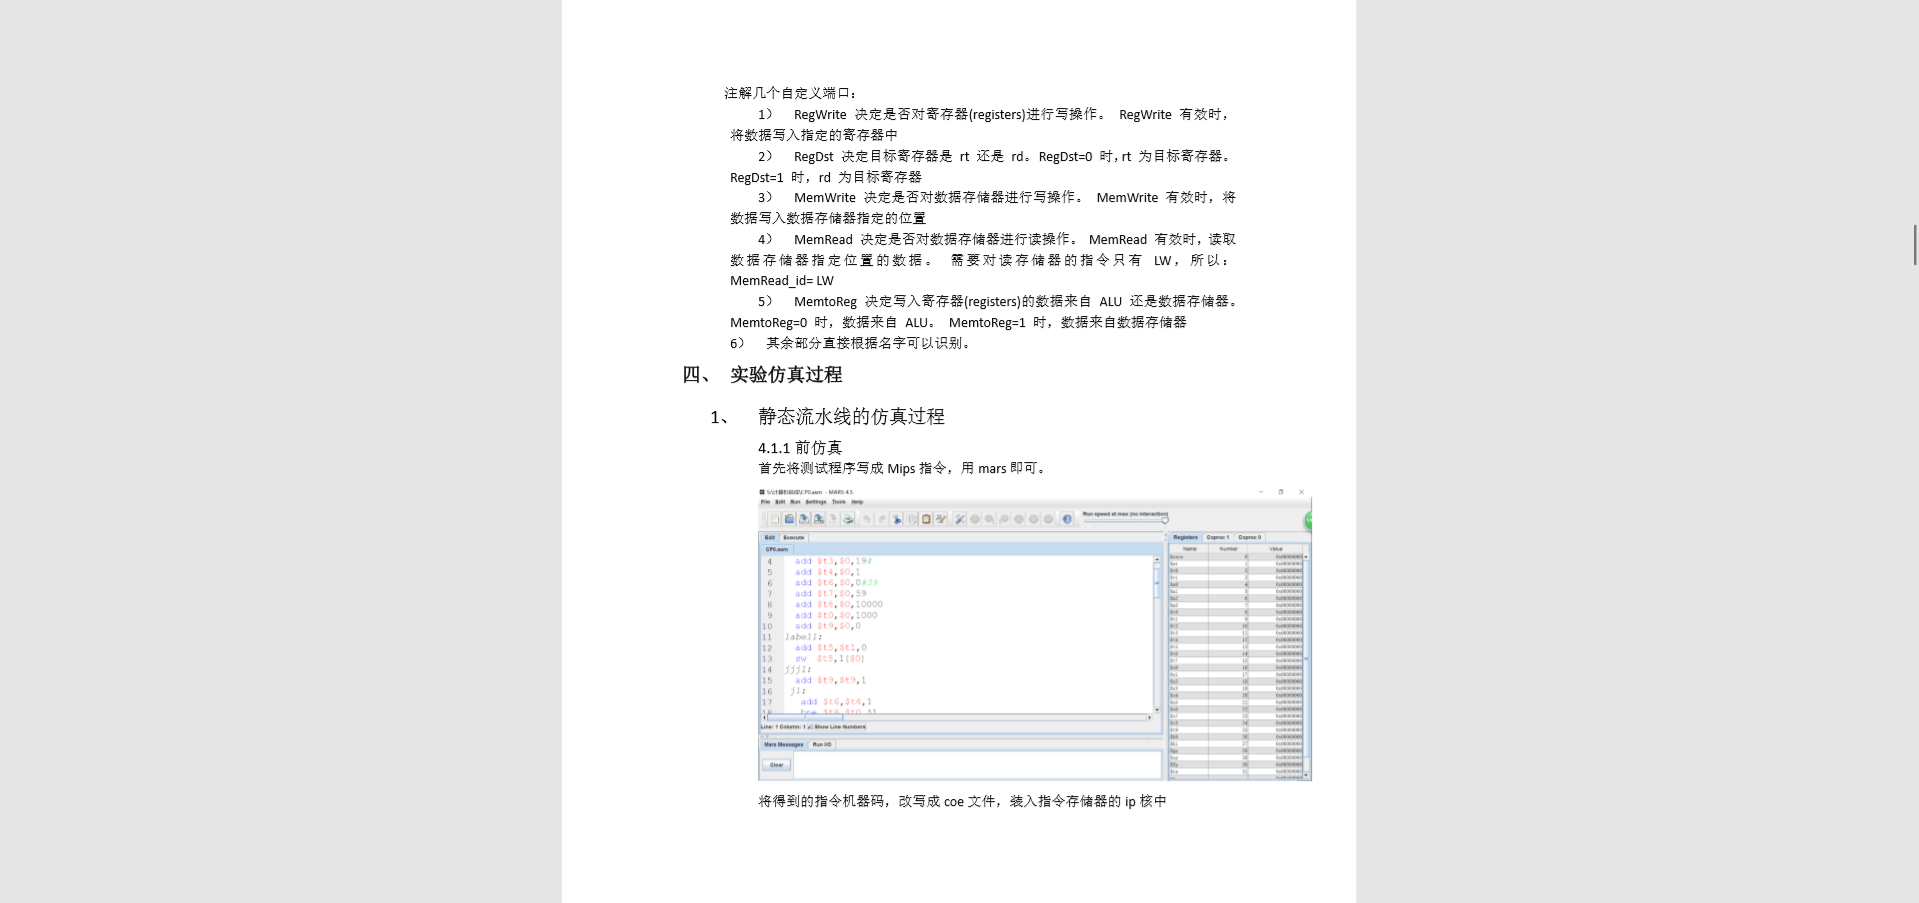 注解几个自定义端口：
1） RegWrite 决定是否对寄存器(registers)进行写操作。 RegWrite 有效时，
将数据写入指定的寄存器中
2） RegDst 决定目标寄存器是 rt 还是 rd。RegDst=0 时，rt 为目标寄存器。
RegDst=1 时，rd 为目标寄存器
3） MemWrite 决定是否对数据存储器进行写操作。 MemWrite 有效时，将
数据写入数据存储器指定的位置
4） MemRead 决定是否对数据存储器进行读操作。 MemRead 有效时，读取
数据存储器指定位置的数据。 需要对读存储器的指令只有 LW，所以：
MemRead_id= LW
5） MemtoReg 决定写入寄存器(registers)的数据来自 ALU 还是数据存储器。
MemtoReg=0 时，数据来自 ALU。 MemtoReg=1 时，数据来自数据存储器
6） 其余部分直接根据名字可以识别。
四、 实验仿真过程
1、 静态流水线的仿真过程
4.1.1 前仿真
首先将测试程序写成 Mips 指令，用 mars 即可。
CP0.asm - MARS 4.5
File Edit Run Settings Tools Help
Run speed at max (no interaction)
Edit Execute
CP0.asm
4 add $t3,$0,19#
5 add $t4,$0,1
6 add $t6,$0,0#39
7 add $t7,$0,59
8 add $t8,$0,10000
9 add $t0,$0,1000
10 add $t9,$0,0
11 label1:
12 add $t5,$t1,0
13 sw $t5,1($0)
14 jjj1:
15 add $t9,$t9,1
16 j1:
17 add $t6,$t6,1
18 bne $t6,$t0,j1
Line: 1 Column: 1 Show Line Numbers
Mars Messages Run I/O
Clear
Registers Coproc 1 Coproc 0
Name Number Value
将得到的指令机器码，改写成 coe 文件，装入指令存储器的 ip 核中